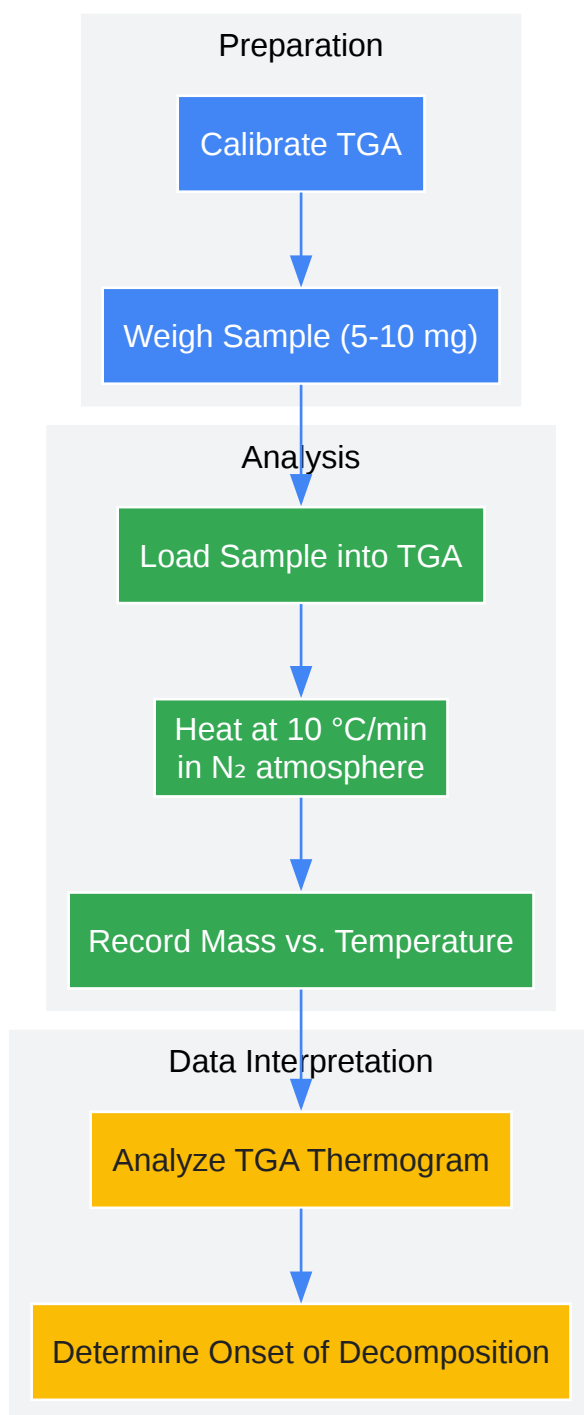 Preparation
Calibrate TGA
Weigh Sample (5-10 mg)
Analysis
Load Sample into TGA
Heat at 10 °C/min
in N₂ atmosphere
Record Mass vs. Temperature
Data Interpretation
Analyze TGA Thermogram
Determine Onset of Decomposition